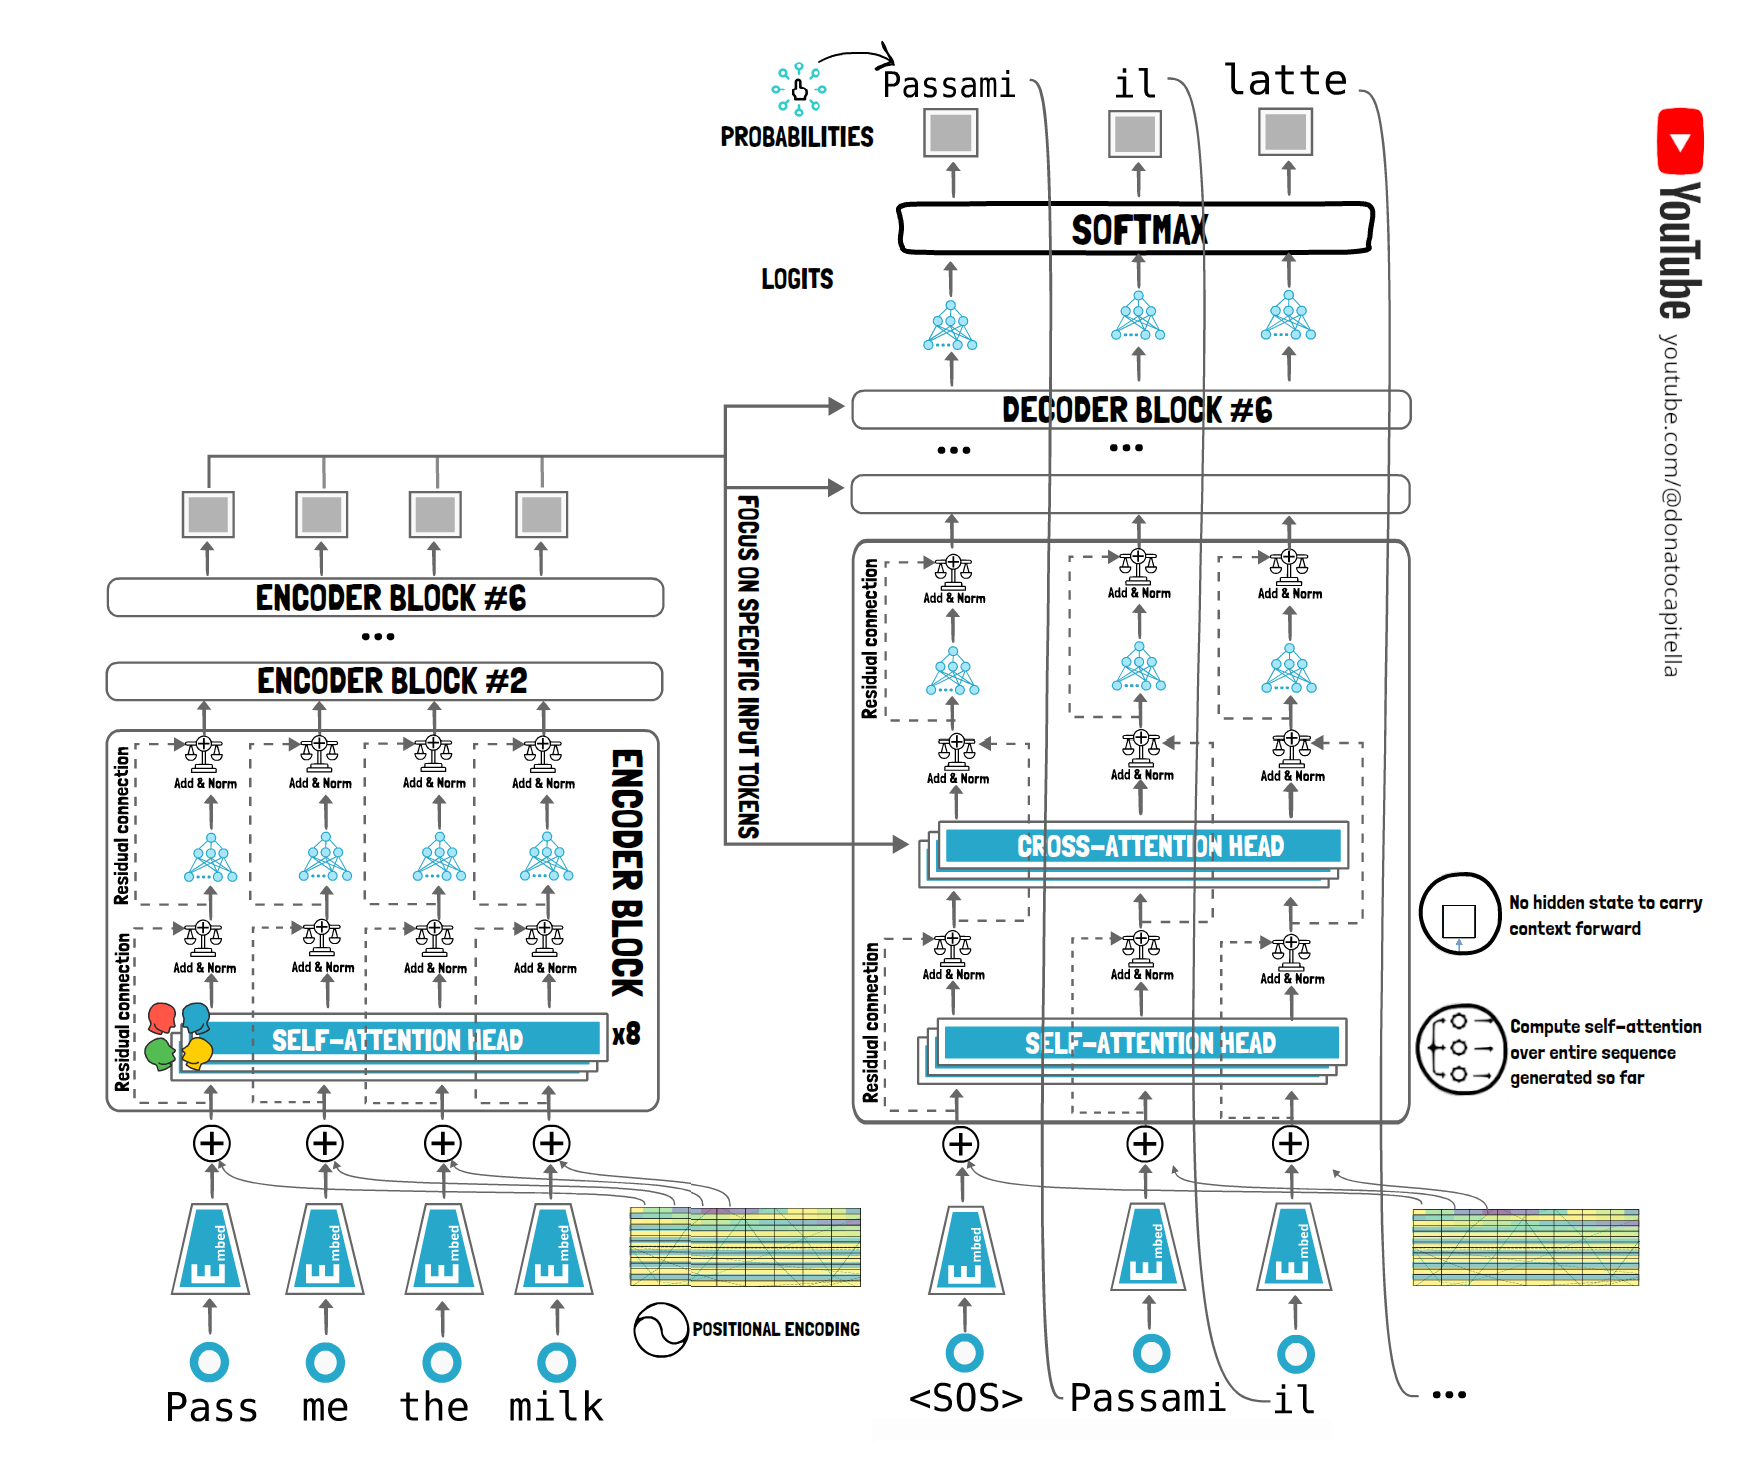 Passami
il
latte
PROBABILITIES
SOFTMAX
LOGITS
DECODER BLOCK #6
...
...
FOCUS ON SPECIFIC INPUT TOKENS
ENCODER BLOCK #6
...
ENCODER BLOCK #2
ENCODER BLOCK
Residual connection
Add & Norm
Add & Norm
Add & Norm
Add & Norm
Residual connection
Add & Norm
Add & Norm
Add & Norm
Add & Norm
SELF-ATTENTION HEAD
x8
Embed
Embed
Embed
Embed
POSITIONAL ENCODING
Pass
me
the
milk
Residual connection
Add & Norm
Add & Norm
Add & Norm
Add & Norm
Add & Norm
Add & Norm
CROSS-ATTENTION HEAD
Residual connection
Add & Norm
Add & Norm
Add & Norm
SELF-ATTENTION HEAD
Embed
Embed
Embed
<SOS>
Passami
il
...
No hidden state to carry
context forward
Compute self-attention
over entire sequence
generated so far
YouTube
youtube.com/@donatocapitella